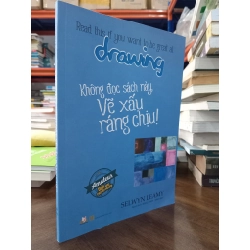 Read this if you want to be great at
drawing
Không đọc sách này,
Vẽ xấu
ráng chịu!
SELWYN LEAMY